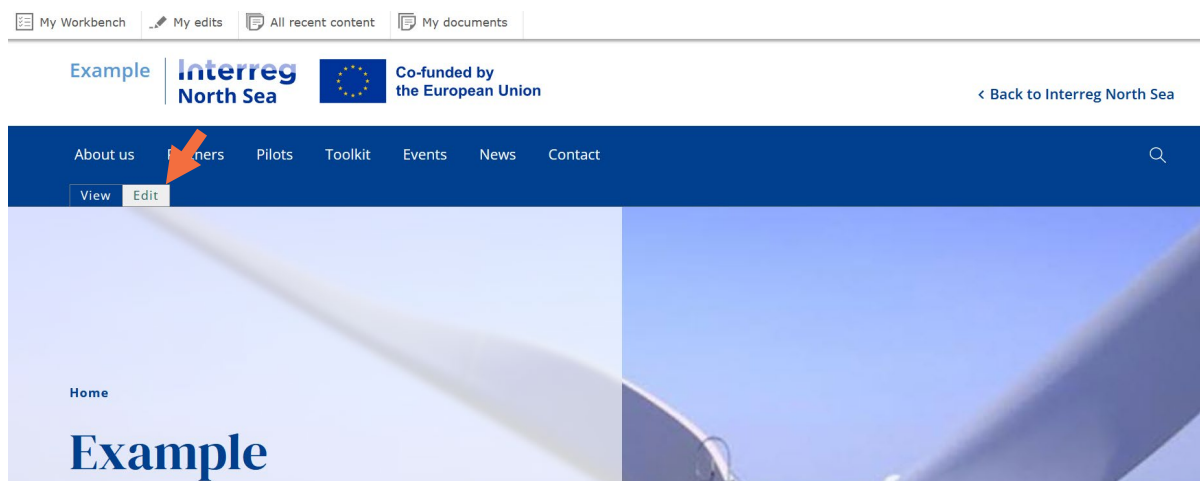 My Workbench My edits All recent content My documents
Example Interreg North Sea Co-funded by the European Union
< Back to Interreg North Sea
About us Pilots Toolkit Events News Contact
View Edit
Home
Example